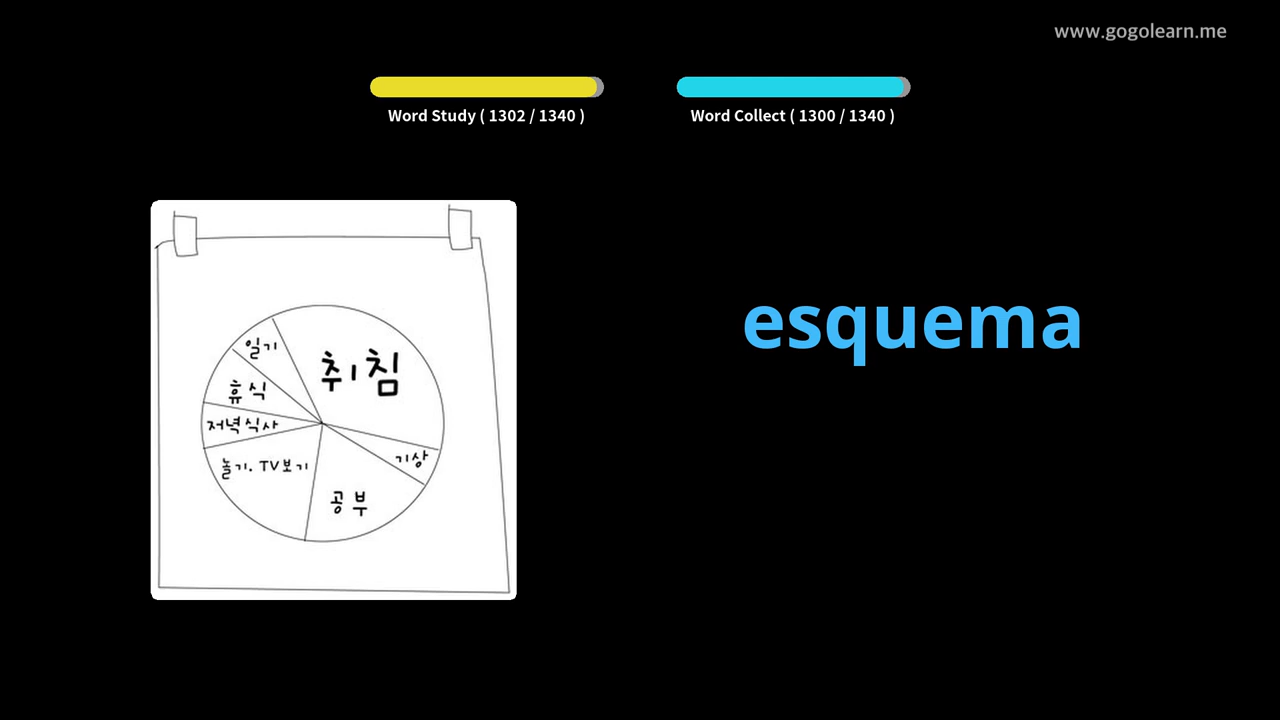 www.gogolearn.me
Word Study ( 1302 / 1340 )
Word Collect ( 1300 / 1340 )
일기
취침
휴식
저녁식사
놀기. TV보기
기상
공부
esquema